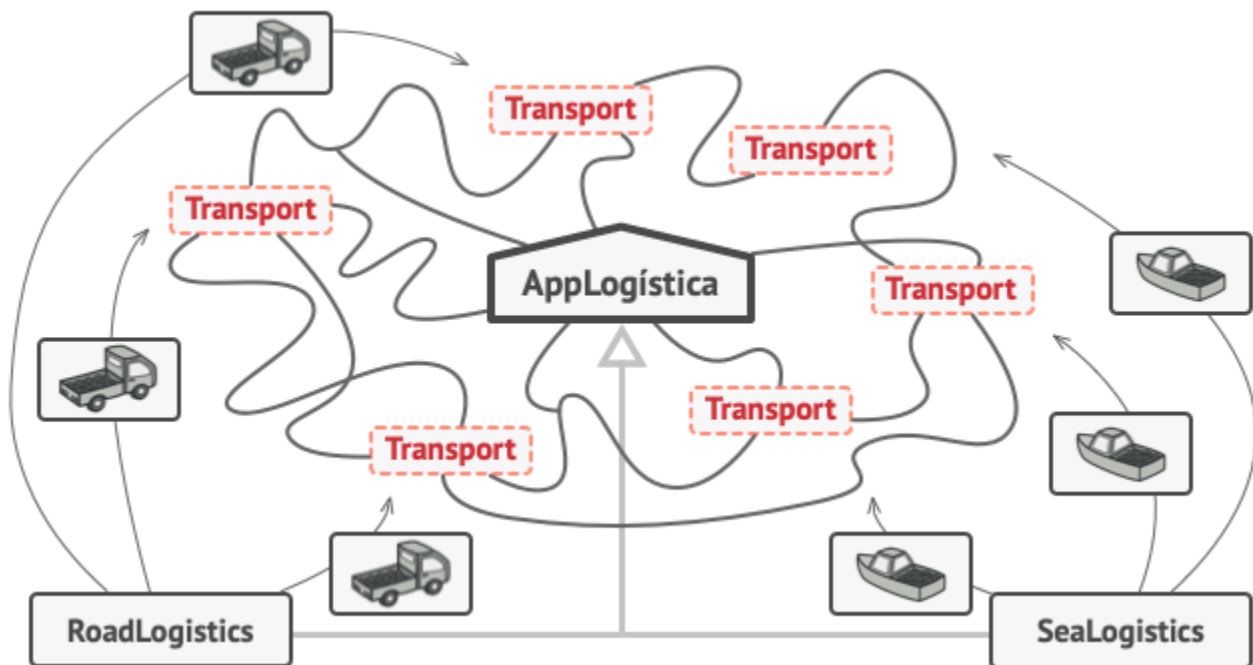 Transport
Transport
Transport
AppLogística
Transport
Transport
Transport
RoadLogistics
SeaLogistics